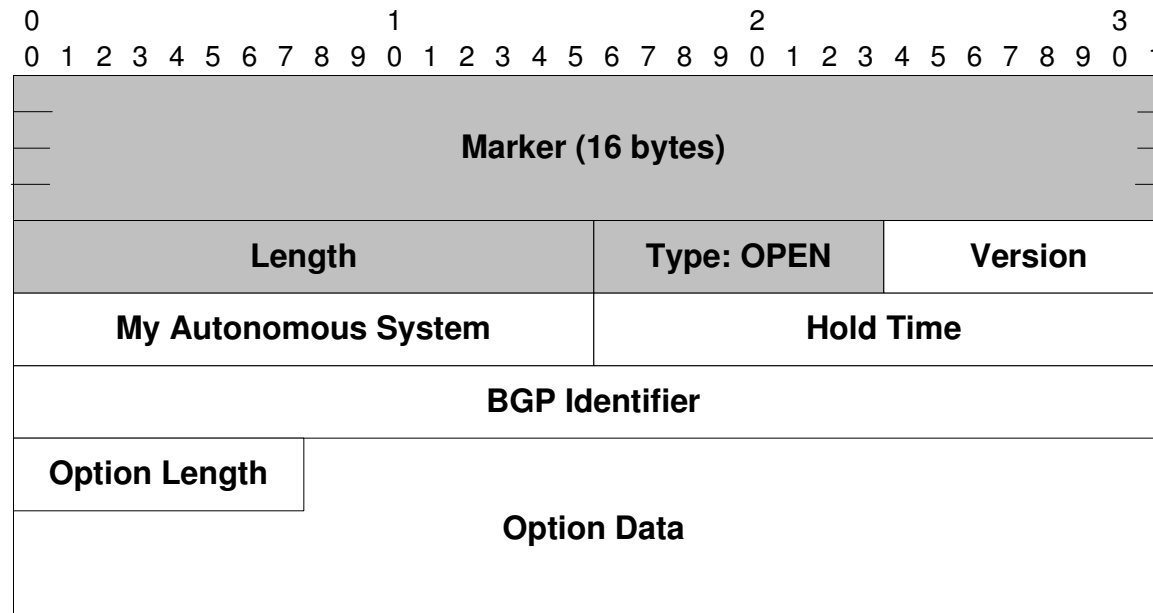 0 1 2 3
0 1 2 3 4 5 6 7 8 9 0 1 2 3 4 5 6 7 8 9 0 1 2 3 4 5 6 7 8 9 0
Marker (16 bytes)
Length Type: OPEN Version
My Autonomous System Hold Time
BGP Identifier
Option Length
Option Data